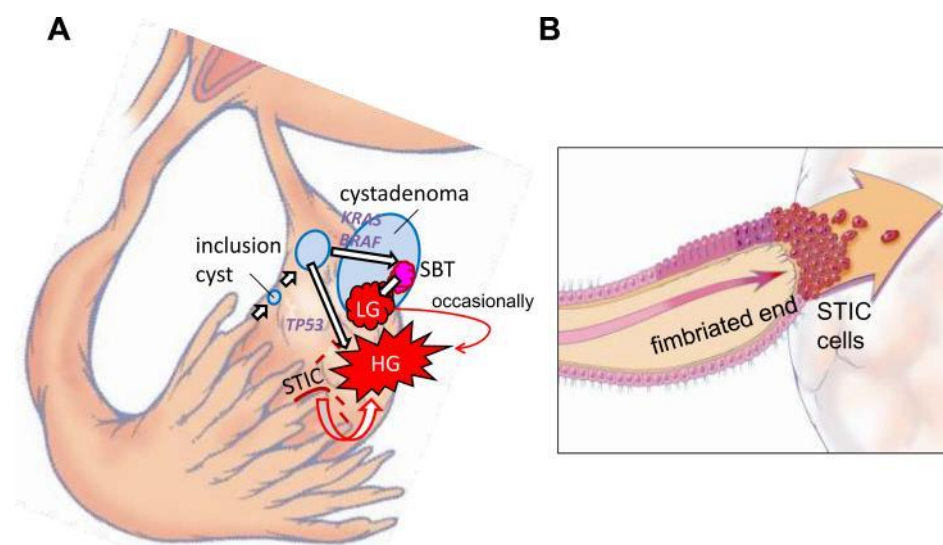 A
B
cystadenoma
KRAS
BRAF
inclusion
cyst
SBT
LG
occasionally
TP53
HG
STIC
fimbriated end
STIC
cells